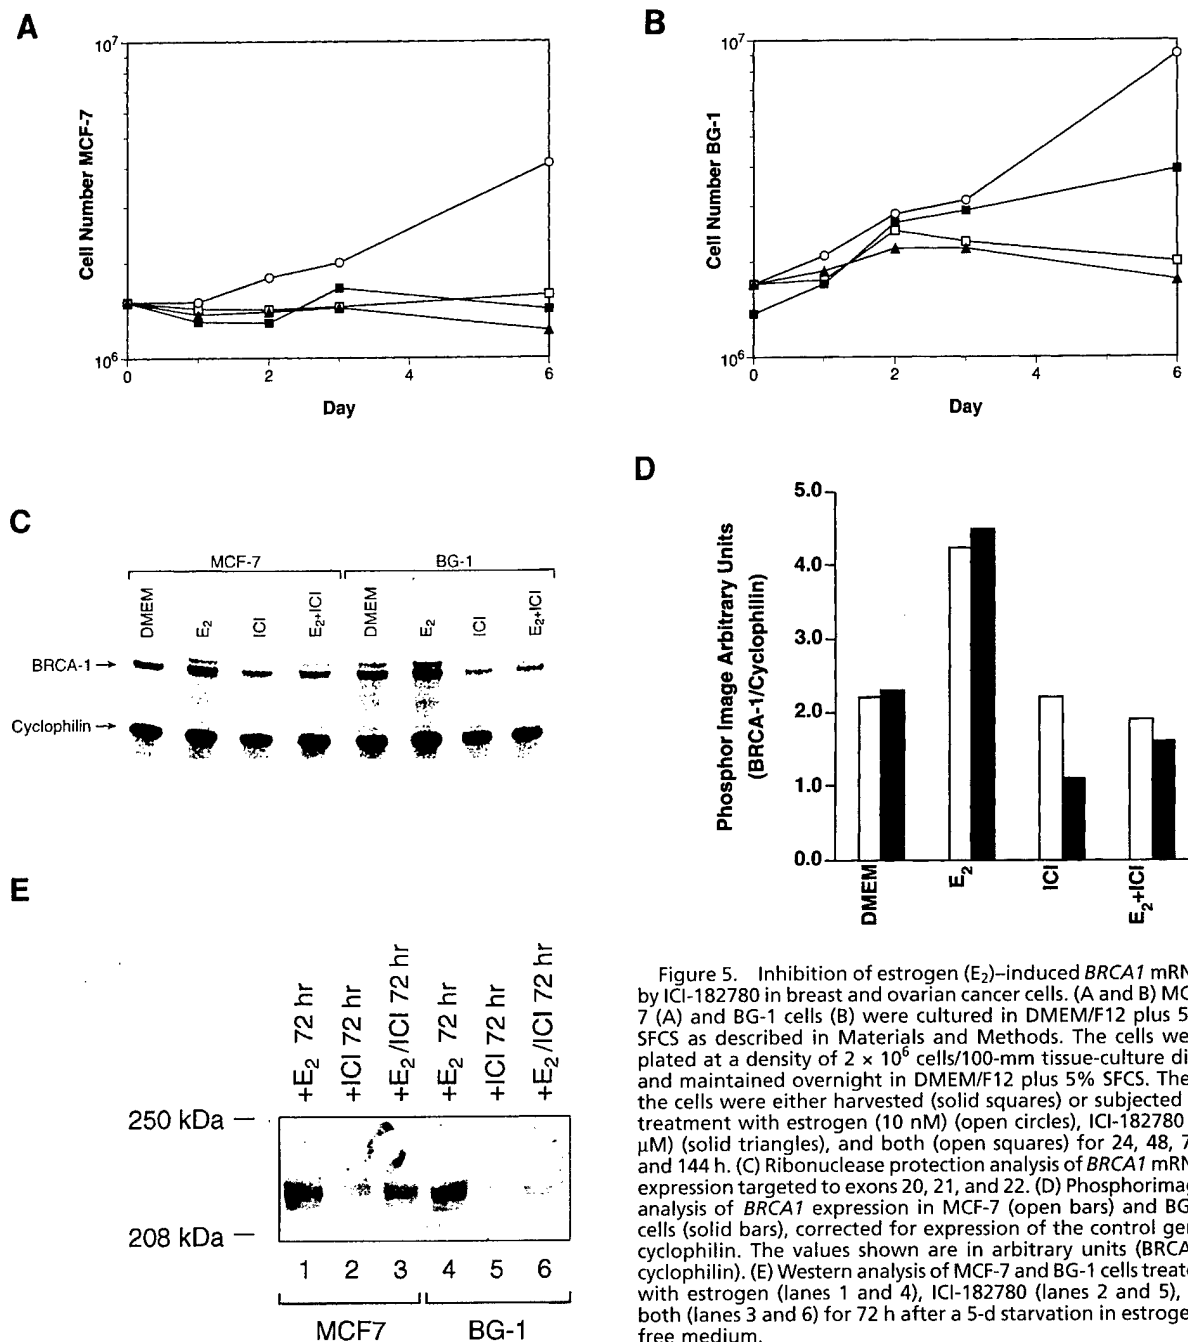 A
10⁷
Cell Number MCF-7
10⁶
0 2 4 6
Day
B
10⁷
Cell Number BG-1
10⁶
0 2 4 6
Day
C
MCF-7 BG-1
DMEM E₂ ICI E₂+ICI DMEM E₂ ICI E₂+ICI
BRCA-1
Cyclophilin
D
Phosphor Image Arbitrary Units
(BRCA-1/Cyclophilin)
5.0
4.0
3.0
2.0
1.0
0.0
DMEM E₂ ICI E₂+ICI
E
+E₂ 72 hr +ICI 72 hr +E₂/ICI 72 hr +E₂ 72 hr +ICI 72 hr +E₂/ICI 72 hr
250 kDa
208 kDa
1 2 3 4 5 6
MCF7 BG-1
Figure 5. Inhibition of estrogen (E₂)–induced BRCA1 mRN
by ICI-182780 in breast and ovarian cancer cells. (A and B) MC
7 (A) and BG-1 cells (B) were cultured in DMEM/F12 plus 5
SFCS as described in Materials and Methods. The cells we
plated at a density of 2 × 10⁶ cells/100-mm tissue-culture di
and maintained overnight in DMEM/F12 plus 5% SFCS. The
the cells were either harvested (solid squares) or subjected
treatment with estrogen (10 nM) (open circles), ICI-182780
μM) (solid triangles), and both (open squares) for 24, 48, 7
and 144 h. (C) Ribonuclease protection analysis of BRCA1 mRN
expression targeted to exons 20, 21, and 22. (D) Phosphorimag
analysis of BRCA1 expression in MCF-7 (open bars) and BG
cells (solid bars), corrected for expression of the control gen
cyclophilin. The values shown are in arbitrary units (BRCA
cyclophilin). (E) Western analysis of MCF-7 and BG-1 cells treate
with estrogen (lanes 1 and 4), ICI-182780 (lanes 2 and 5),
both (lanes 3 and 6) for 72 h after a 5-d starvation in estroge
free medium.